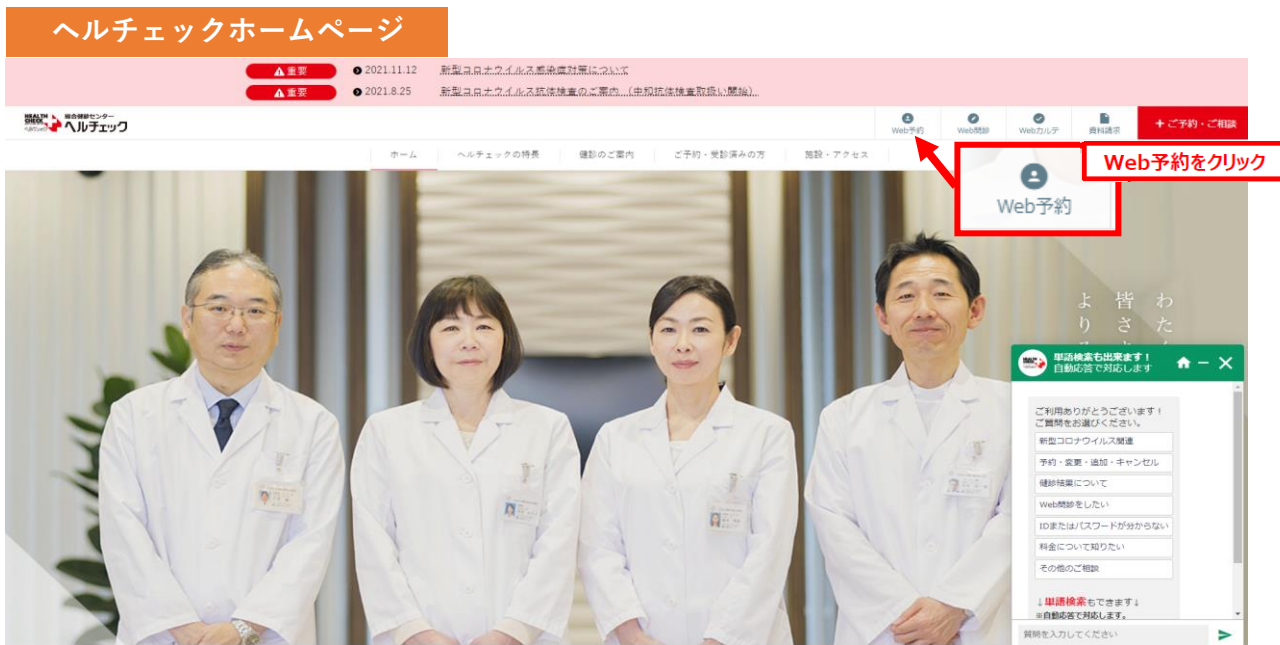 ヘルチェックホームページ
重要 2021.11.12 新型コロナウイルス感染症対策について
重要 2021.8.25 新型コロナウイルス抗体検査のご案内 (中和抗体検査取扱い開始)
HEALTH CHECK 総合健診センター ヘルチェック
Web予約 Web問診 Webカルテ 資料請求 +ご予約・ご相談
ホーム ヘルチェックの特長 健診のご案内 ご予約・受診済みの方 施設・アクセス
Web予約をクリック
Web予約
わた
皆さ
より
単語検索も出来ます!
自動応答で対応します
ご利用ありがとうございます!
ご質問をお選びください。
新型コロナウイルス関連
予約・変更・追加・キャンセル
健診結果について
Web問診をしたい
IDまたはパスワードが分からない
料金について知りたい
その他のご相談
↓単語検索もできます↓
※自動応答で対応します。
質問を入力してください